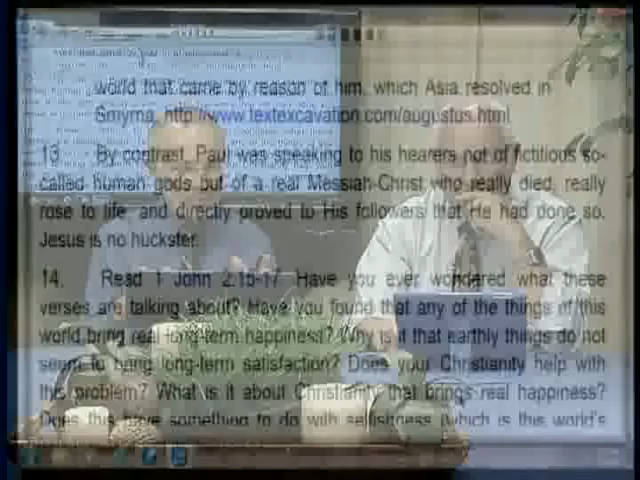 world that came by reason of him, which Asia resolved in
Smyrna, http://www.textexcavation.com/augustus.html
13. By contrast, Paul was speaking to his hearers not of fictitious so-
called human gods but of a real Messiah-Christ who really died, really
rose to life, and directly proved to His followers that He had done so.
Jesus is no huckster.
14. Read 1 John 2:15-17. Have you ever wondered what these
verses are talking about? Have you found that any of the things of this
world bring real long-term happiness? Why is it that earthly things do not
seem to bring long-term satisfaction? Does your Christianity help with
this problem? What is it about Christianity that brings real happiness?
Does this have something to do with selfishness (which is this world's